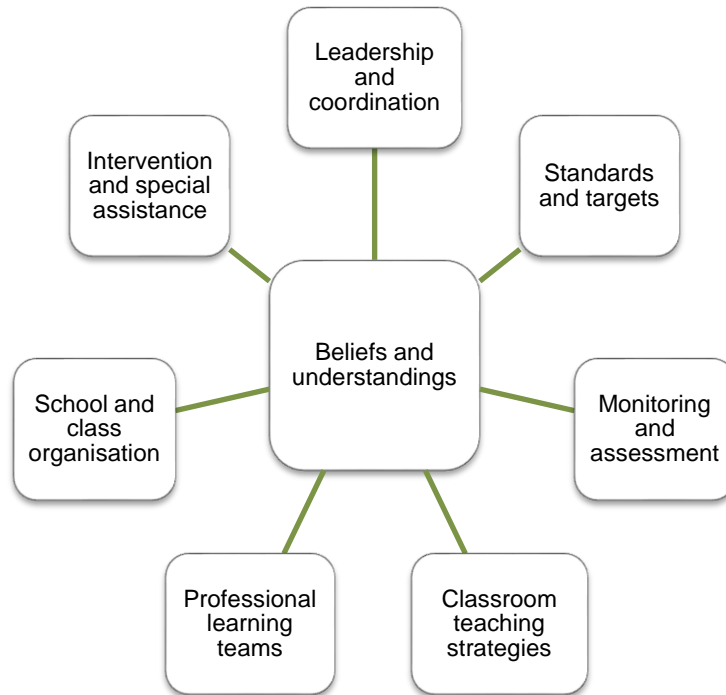 Leadership
and
coordination
Standards
and targets
Monitoring
and
assessment
Classroom
teaching
strategies
Professional
learning
teams
School and
class
organisation
Intervention
and special
assistance
Beliefs and
understandings